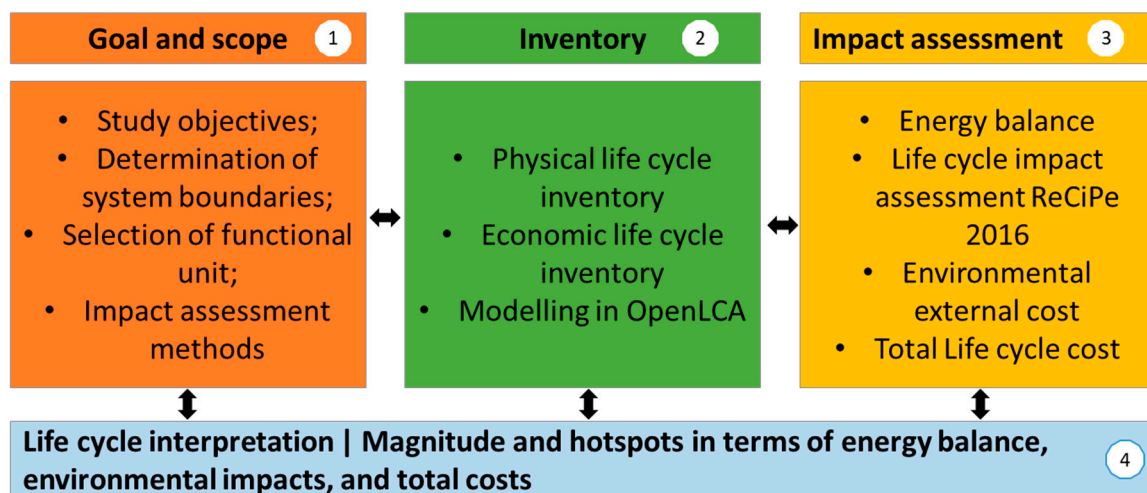 Goal and scope 1
• Study objectives;
• Determination of
system boundaries;
• Selection of functional
unit;
• Impact assessment
methods
Inventory 2
• Physical life cycle
inventory
• Economic life cycle
inventory
• Modelling in OpenLCA
Impact assessment 3
• Energy balance
• Life cycle impact
assessment ReCiPe
2016
• Environmental
external cost
• Total Life cycle cost
Life cycle interpretation | Magnitude and hotspots in terms of energy balance,
environmental impacts, and total costs
4